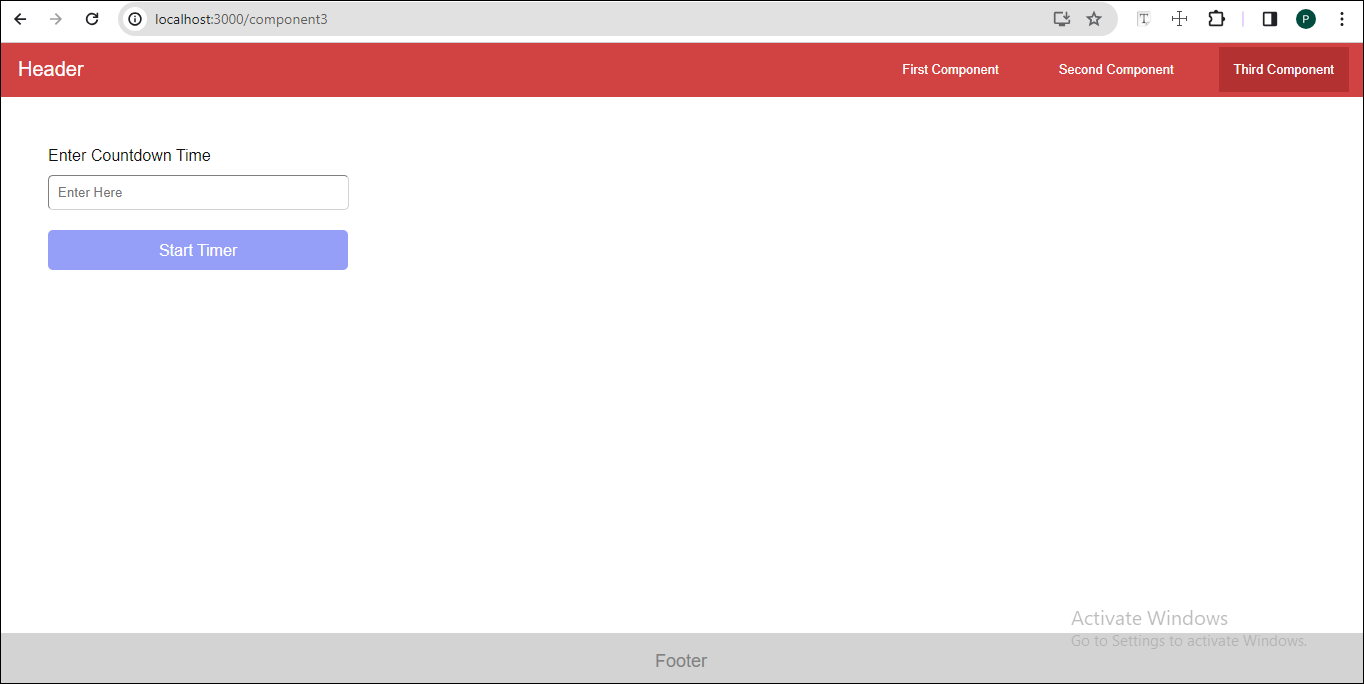 localhost:3000/component3
T
P
Header
First Component
Second Component
Third Component
Enter Countdown Time
Enter Here
Start Timer
Activate Windows
Go to Settings to activate Windows.
Footer